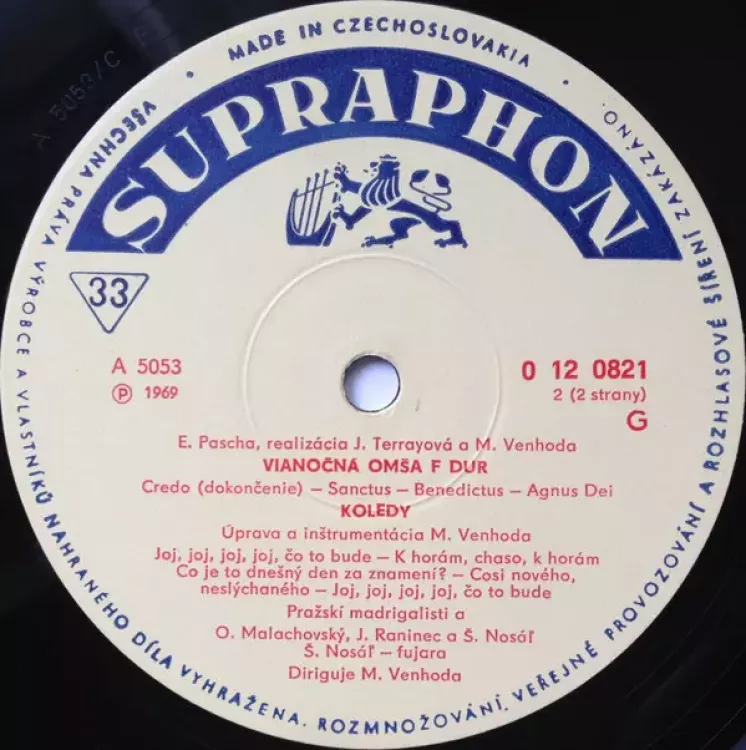 MADE IN CZECHOSLOVAKIA
VŠECHNA PRÁVA VÝROBCE A VLASTNÍKŮ NAHRANÉHO DÍLA VYHRAŽENA. ROZMNOŽOVÁNÍ, VEŘEJNÉ PROVOZOVÁNÍ A ROZHLASOVÉ ŠÍŘENÍ ZAKÁZÁNO.
SUPRAPHON
33
A 5053
Ⓟ 1969
0 12 0821
2 (2 strany)
G
E. Pascha, realizácia J. Terrayová a M. Venhoda
VIANOČNÁ OMŠA F DUR
Credo (dokončenie) – Sanctus – Benedictus – Agnus Dei
KOLEDY
Úprava a inštrumentácia M. Venhoda
Joj, joj, joj, joj, čo to bude – K horám, chaso, k horám
Co je to dnešný den za znamení? – Cosi nového,
neslýchaného – Joj, joj, joj, joj, čo to bude
Pražskí madrigalisti a
O. Malachovský, J. Raninec a Š. Nosáľ
Š. Nosáľ – fujara
Diriguje M. Venhoda